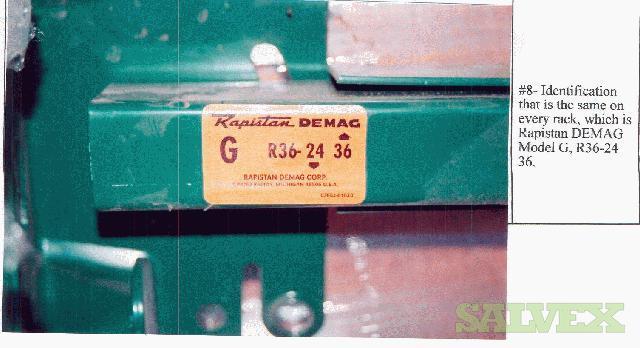 Rapistan DEMAG
G R36-24 36
RAPISTAN DEMAG CORP.
#8- Identification
that is the same on
every rack, which is
Rapistan DEMAG
Model G, R36-24
36.
SALVEX